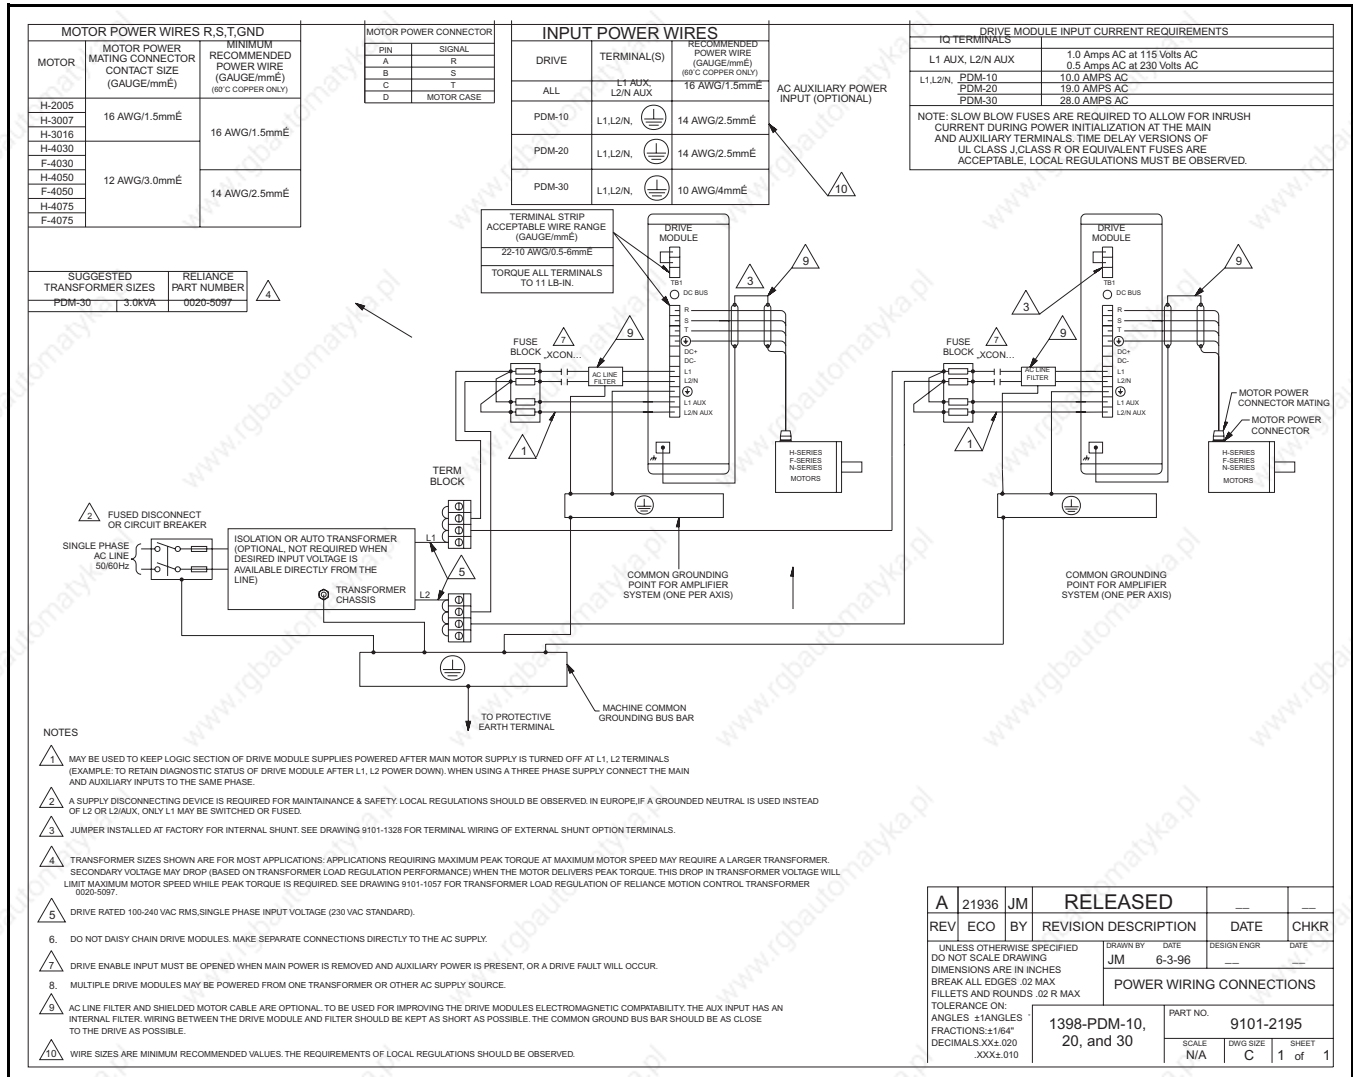 MOTOR POWER WIRES R,S,T,GND
MOTOR
MOTOR POWER
MATING CONNECTOR
CONTACT SIZE
(GAUGE/mmÉ)
MINIMUM
RECOMMENDED
POWER WIRE
(GAUGE/mmÉ)
(60°C COPPER ONLY)
H-2005
H-3007
H-3016
H-4030
F-4030
H-4050
F-4050
H-4075
F-4075
16 AWG/1.5mmÉ
12 AWG/3.0mmÉ
16 AWG/1.5mmÉ
14 AWG/2.5mmÉ
MOTOR POWER CONNECTOR
PIN SIGNAL
A R
B S
C T
D MOTOR CASE
INPUT POWER WIRES
DRIVE
TERMINAL(S)
RECOMMENDED
POWER WIRE
(GAUGE/mmÉ)
(60°C COPPER ONLY)
ALL
L1 AUX,
L2/N AUX
16 AWG/1.5mmÉ
PDM-10 L1,L2/N, 14 AWG/2.5mmÉ
PDM-20 L1,L2/N, 14 AWG/2.5mmÉ
PDM-30 L1,L2/N, 10 AWG/4mmÉ
AC AUXILIARY POWER
INPUT (OPTIONAL)
10
DRIVE MODULE INPUT CURRENT REQUIREMENTS
IQ TERMINALS
L1 AUX, L2/N AUX
1.0 Amps AC at 115 Volts AC
0.5 Amps AC at 230 Volts AC
L1,L2/N, PDM-10 10.0 AMPS AC
PDM-20 19.0 AMPS AC
PDM-30 28.0 AMPS AC
NOTE: SLOW BLOW FUSES ARE REQUIRED TO ALLOW FOR INRUSH
CURRENT DURING POWER INITIALIZATION AT THE MAIN
AND AUXILIARY TERMINALS. TIME DELAY VERSIONS OF
UL CLASS J,CLASS R OR EQUIVALENT FUSES ARE
ACCEPTABLE, LOCAL REGULATIONS MUST BE OBSERVED.
SUGGESTED
TRANSFORMER SIZES
RELIANCE
PART NUMBER
PDM-30 3.0kVA 0020-5097
4
TERMINAL STRIP
ACCEPTABLE WIRE RANGE
(GAUGE/mmÉ)
22-10 AWG/0.5-6mmÉ
TORQUE ALL TERMINALS
TO 11 LB-IN.
DRIVE
MODULE
TB1
DC BUS
R
S
T
DC+
DC-
L1
L2/N
L1 AUX
L2/N AUX
3
9
9
FUSE
BLOCK
7
.XCON...
AC LINE
FILTER
1
H-SERIES
F-SERIES
N-SERIES
MOTORS
DRIVE
MODULE
TB1
DC BUS
R
S
T
DC+
DC-
L1
L2/N
L1 AUX
L2/N AUX
3
9
9
FUSE
BLOCK
7
.XCON...
AC LINE
FILTER
1
MOTOR POWER
CONNECTOR MATING
MOTOR POWER
CONNECTOR
H-SERIES
F-SERIES
N-SERIES
MOTORS
TERM
BLOCK
2
FUSED DISCONNECT
OR CIRCUIT BREAKER
SINGLE PHASE
AC LINE
50/60Hz
ISOLATION OR AUTO TRANSFORMER
(OPTIONAL, NOT REQUIRED WHEN
DESIRED INPUT VOLTAGE IS
AVAILABLE DIRECTLY FROM THE
LINE)
TRANSFORMER
CHASSIS
L1
L2
5
COMMON GROUNDING
POINT FOR AMPLIFIER
SYSTEM (ONE PER AXIS)
COMMON GROUNDING
POINT FOR AMPLIFIER
SYSTEM (ONE PER AXIS)
MACHINE COMMON
GROUNDING BUS BAR
TO PROTECTIVE
EARTH TERMINAL
NOTES
1 MAY BE USED TO KEEP LOGIC SECTION OF DRIVE MODULE SUPPLIES POWERED AFTER MAIN MOTOR SUPPLY IS TURNED OFF AT L1, L2 TERMINALS
(EXAMPLE: TO RETAIN DIAGNOSTIC STATUS OF DRIVE MODULE AFTER L1, L2 POWER DOWN). WHEN USING A THREE PHASE SUPPLY CONNECT THE MAIN
AND AUXILIARY INPUTS TO THE SAME PHASE.
2 A SUPPLY DISCONNECTING DEVICE IS REQUIRED FOR MAINTAINANCE & SAFETY. LOCAL REGULATIONS SHOULD BE OBSERVED. IN EUROPE,IF A GROUNDED NEUTRAL IS USED INSTEAD
OF L2 OR L2/AUX, ONLY L1 MAY BE SWITCHED OR FUSED.
3 JUMPER INSTALLED AT FACTORY FOR INTERNAL SHUNT. SEE DRAWING 9101-1328 FOR TERMINAL WIRING OF EXTERNAL SHUNT OPTION TERMINALS.
4 TRANSFORMER SIZES SHOWN ARE FOR MOST APPLICATIONS: APPLICATIONS REQUIRING MAXIMUM PEAK TORQUE AT MAXIMUM MOTOR SPEED MAY REQUIRE A LARGER TRANSFORMER.
SECONDARY VOLTAGE MAY DROP (BASED ON TRANSFORMER LOAD REGULATION PERFORMANCE) WHEN THE MOTOR DELIVERS PEAK TORQUE. THIS DROP IN TRANSFORMER VOLTAGE WILL
LIMIT MAXIMUM MOTOR SPEED WHILE PEAK TORQUE IS REQUIRED. SEE DRAWING 9101-1057 FOR TRANSFORMER LOAD REGULATION OF RELIANCE MOTION CONTROL TRANSFORMER
0020-5097.
5 DRIVE RATED 100-240 VAC RMS,SINGLE PHASE INPUT VOLTAGE (230 VAC STANDARD).
6. DO NOT DAISY CHAIN DRIVE MODULES. MAKE SEPARATE CONNECTIONS DIRECTLY TO THE AC SUPPLY.
7 DRIVE ENABLE INPUT MUST BE OPENED WHEN MAIN POWER IS REMOVED AND AUXILIARY POWER IS PRESENT, OR A DRIVE FAULT WILL OCCUR.
8. MULTIPLE DRIVE MODULES MAY BE POWERED FROM ONE TRANSFORMER OR OTHER AC SUPPLY SOURCE.
9 AC LINE FILTER AND SHIELDED MOTOR CABLE ARE OPTIONAL. TO BE USED FOR IMPROVING THE DRIVE MODULES ELECTROMAGNETIC COMPATABILITY. THE AUX INPUT HAS AN
INTERNAL FILTER. WIRING BETWEEN THE DRIVE MODULE AND FILTER SHOULD BE KEPT AS SHORT AS POSSIBLE. THE COMMON GROUND BUS BAR SHOULD BE AS CLOSE
TO THE DRIVE AS POSSIBLE.
10 WIRE SIZES ARE MINIMUM RECOMMENDED VALUES. THE REQUIREMENTS OF LOCAL REGULATIONS SHOULD BE OBSERVED.
A 21936 JM RELEASED __ __
REV ECO BY REVISION DESCRIPTION DATE CHKR
UNLESS OTHERWISE SPECIFIED
DO NOT SCALE DRAWING
DIMENSIONS ARE IN INCHES
BREAK ALL EDGES .02 MAX
FILLETS AND ROUNDS .02 R MAX
TOLERANCE ON:
ANGLES ±1ANGLES '
FRACTIONS:±1/64"
DECIMALS.XX±.020
.XXX±.010
DRAWN BY DATE
JM 6-3-96
DESIGN ENGR DATE
__ __
POWER WIRING CONNECTIONS
1398-PDM-10,
20, and 30
PART NO.
9101-2195
SCALE
N/A
DWG SIZE
C
SHEET
1 of 1
www.rgbautomatyka.pl